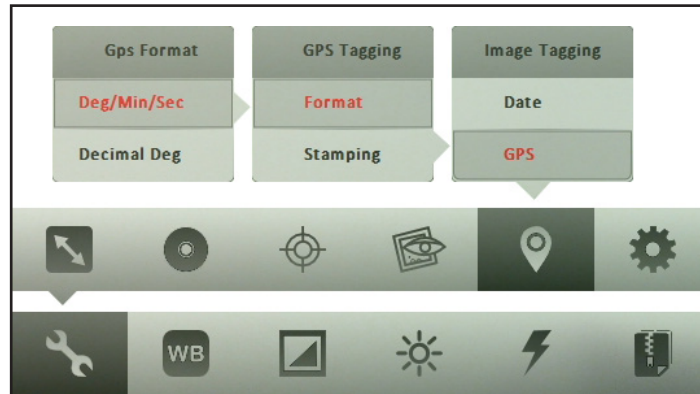 Gps Format
GPS Tagging
Image Tagging
Deg/Min/Sec
Format
Date
Decimal Deg
Stamping
GPS
WB